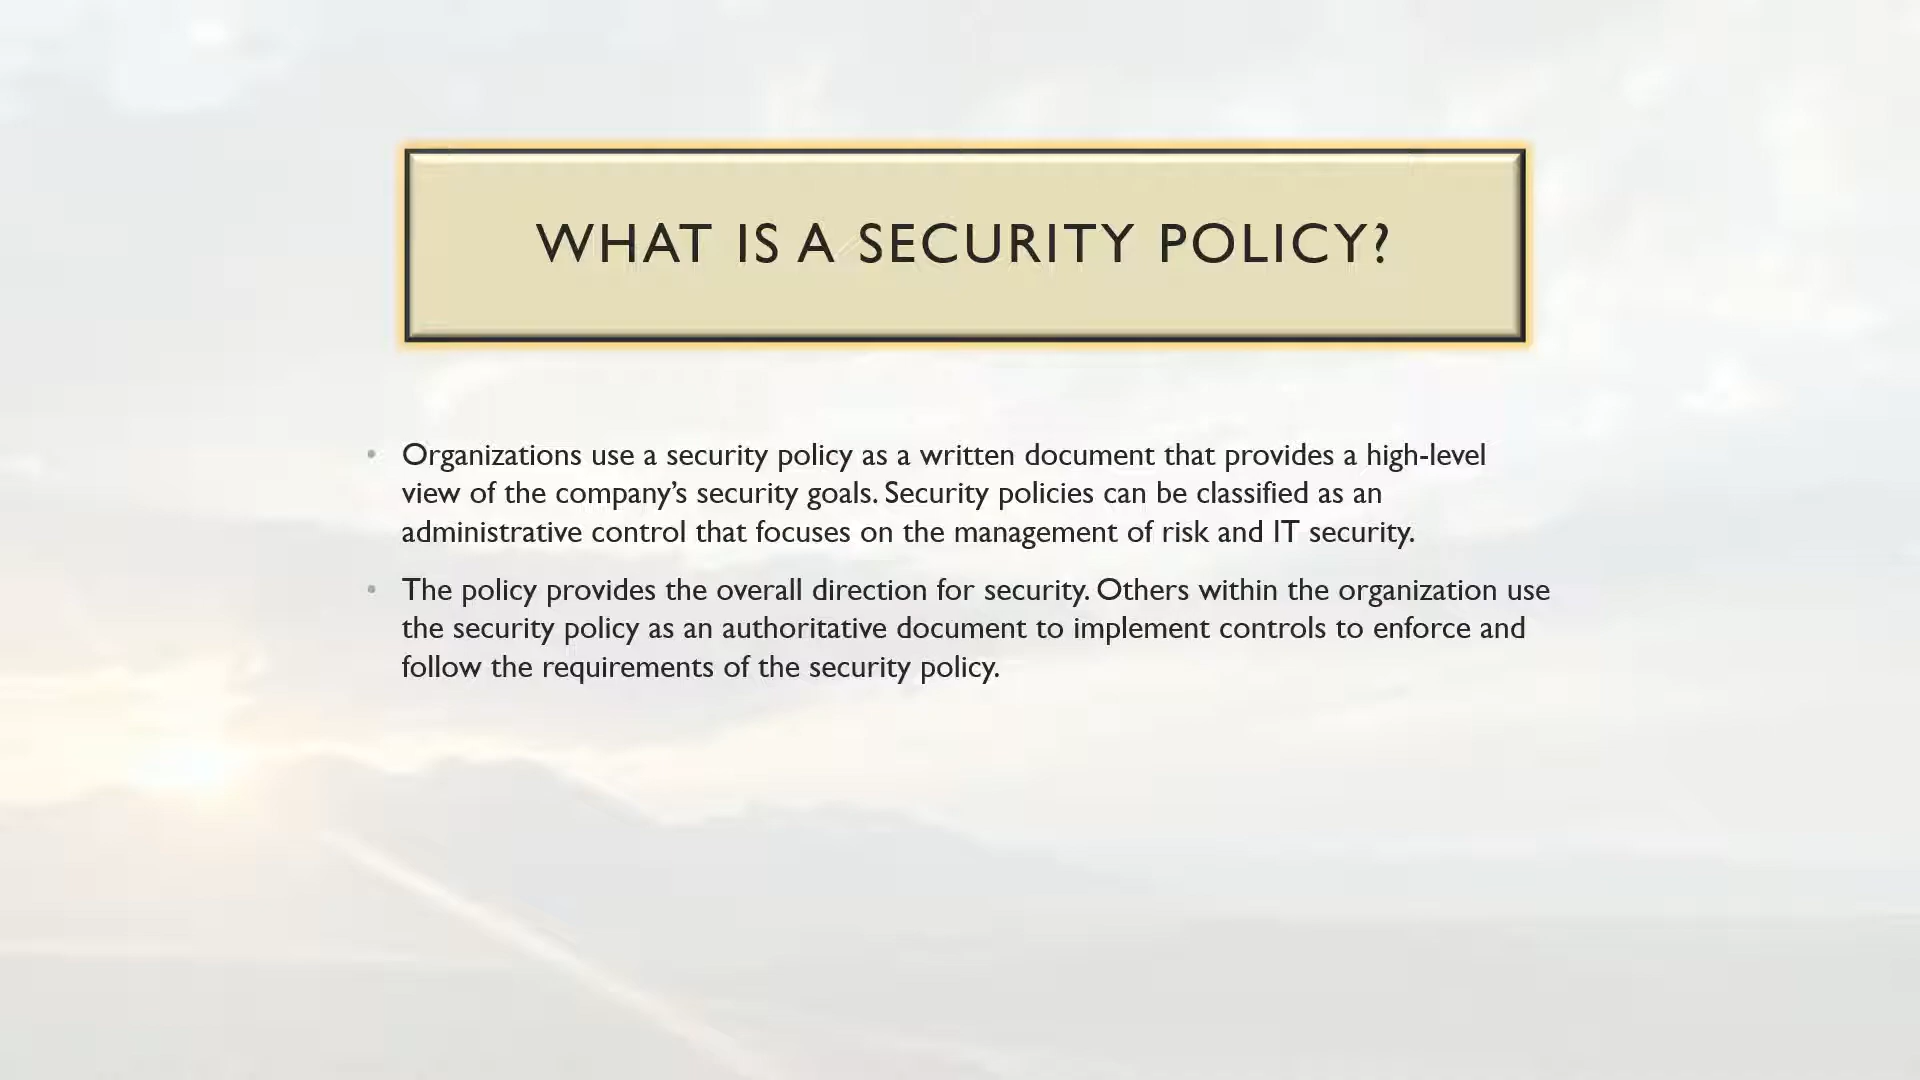 WHAT IS A SECURITY POLICY?
• Organizations use a security policy as a written document that provides a high-level
view of the company’s security goals. Security policies can be classified as an
administrative control that focuses on the management of risk and IT security.
• The policy provides the overall direction for security. Others within the organization use
the security policy as an authoritative document to implement controls to enforce and
follow the requirements of the security policy.